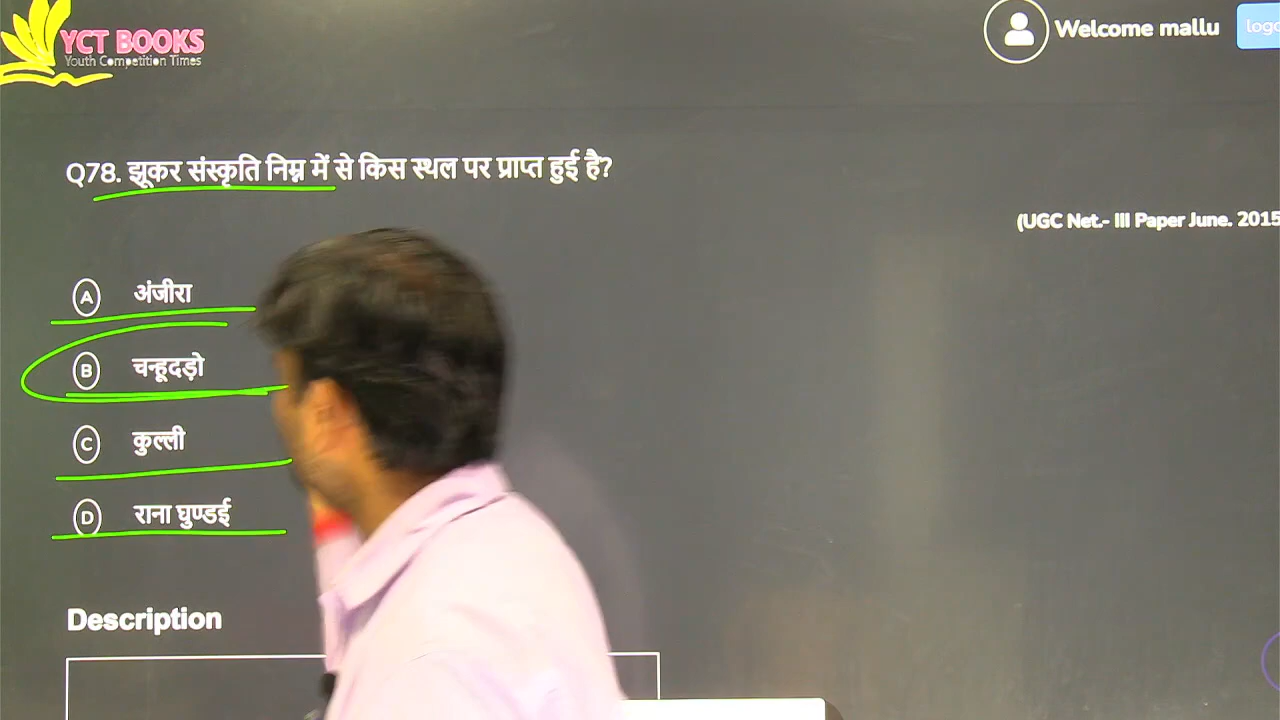 YCT BOOKS
Youth Competition Times
Welcome mallu
Q78. झूकर संस्कृति निम्न में से किस स्थल पर प्राप्त हुई है?
(UGC Net.- III Paper June. 2015
A अंजीरा
B चन्हूदड़ो
C कुल्ली
D राना घुण्डई
Description